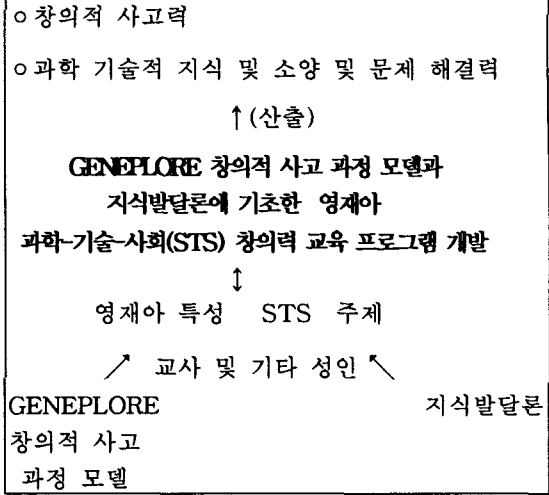 ○ 창의적 사고력
○ 과학 기술적 지식 및 소양 및 문제 해결력
↑(산출)
GENEPLORE 창의적 사고 과정 모델과
지식발달론에 기초한 영재아
과학-기술-사회(STS) 창의력 교육 프로그램 개발
↕
영재아 특성 STS 주제
↗ 교사 및 기타 성인 ↖
GENEPLORE 지식발달론
창의적 사고
과정 모델